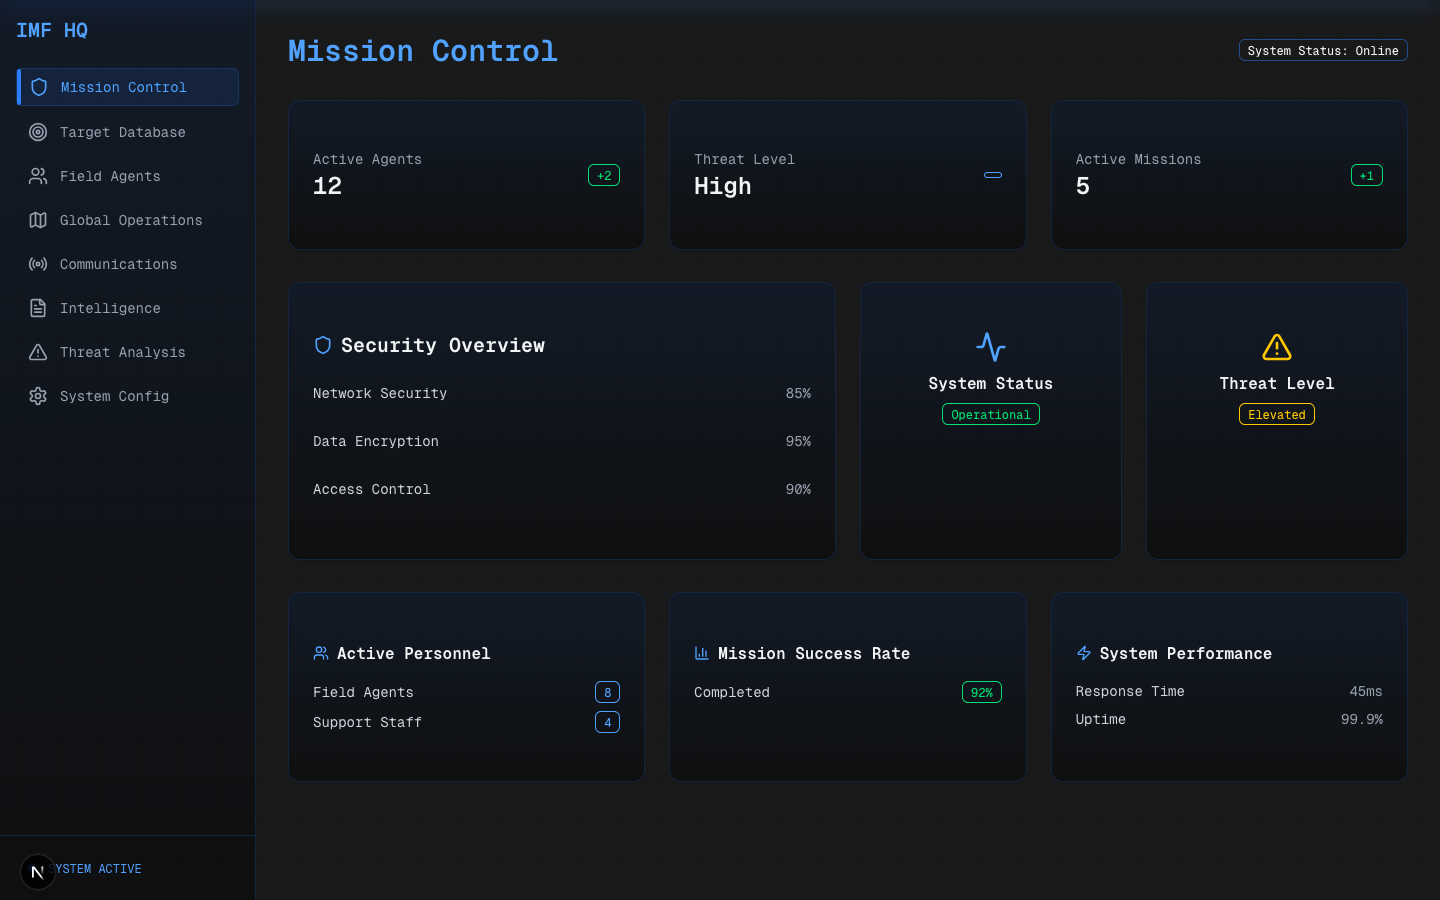 IMF HQ
Mission Control
Target Database
Field Agents
Global Operations
Communications
Intelligence
Threat Analysis
System Config
N
SYSTEM ACTIVE
Mission Control
System Status: Online
Active Agents
12
+2
Threat Level
High
Active Missions
5
+1
Security Overview
Network Security 85%
Data Encryption 95%
Access Control 90%
System Status
Operational
Threat Level
Elevated
Active Personnel
Field Agents 8
Support Staff 4
Mission Success Rate
Completed 92%
System Performance
Response Time 45ms
Uptime 99.9%